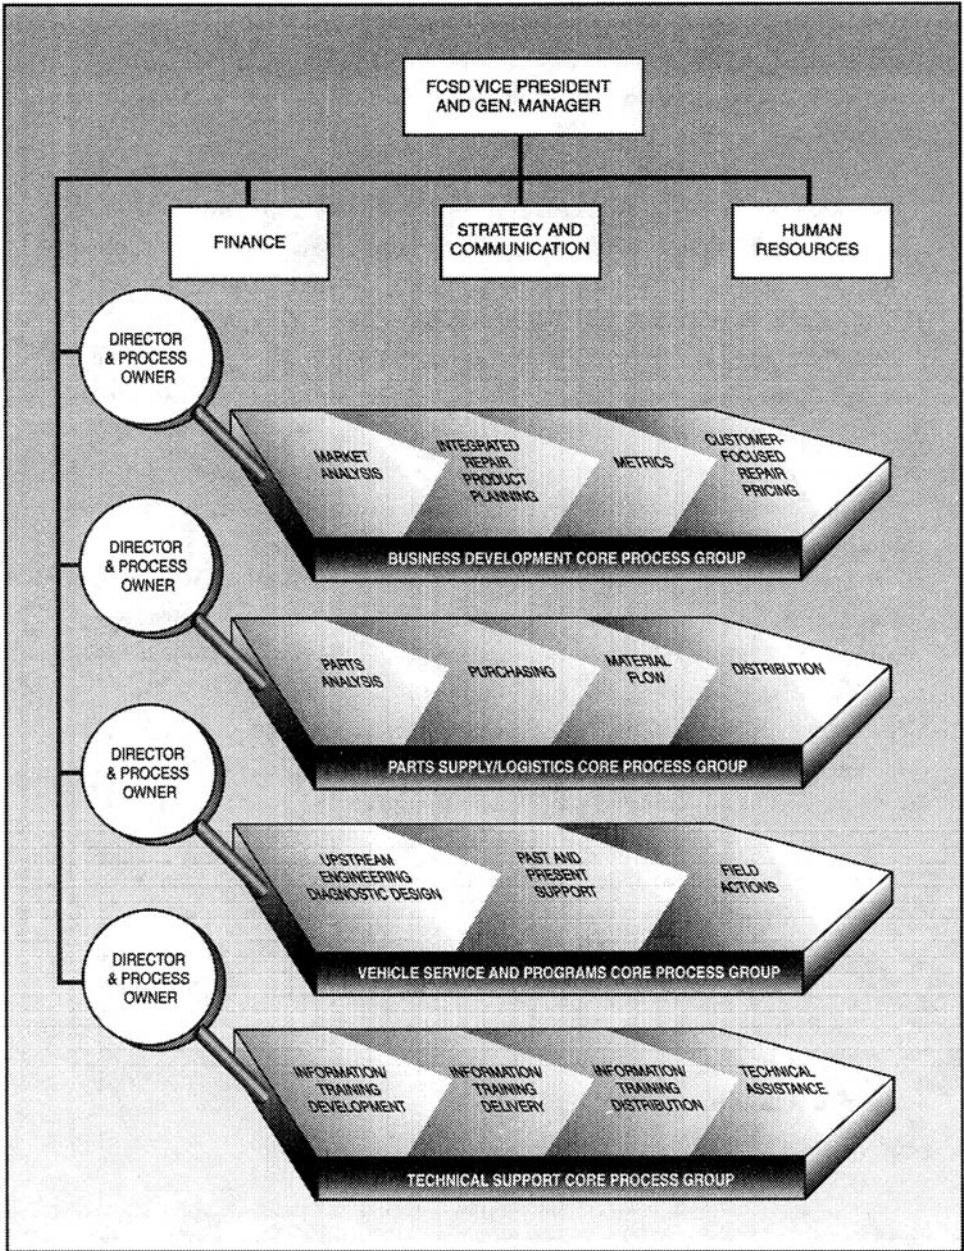 FCSD VICE PRESIDENT
AND GEN. MANAGER
FINANCE
STRATEGY AND
COMMUNICATION
HUMAN
RESOURCES
DIRECTOR
& PROCESS
OWNER
MARKET
ANALYSIS
INTEGRATED
REPAIR
PRODUCT
PLANNING
METRICS
CUSTOMER-
FOCUSED
REPAIR
PRICING
BUSINESS DEVELOPMENT CORE PROCESS GROUP
DIRECTOR
& PROCESS
OWNER
PARTS
ANALYSIS
PURCHASING
MATERIAL
FLOW
DISTRIBUTION
PARTS SUPPLY/LOGISTICS CORE PROCESS GROUP
DIRECTOR
& PROCESS
OWNER
UPSTREAM
ENGINEERING
DIAGNOSTIC DESIGN
PAST AND
PRESENT
SUPPORT
FIELD
ACTIONS
VEHICLE SERVICE AND PROGRAMS CORE PROCESS GROUP
DIRECTOR
& PROCESS
OWNER
INFORMATION/
TRAINING
DEVELOPMENT
INFORMATION/
TRAINING
DELIVERY
INFORMATION/
TRAINING
DISTRIBUTION
TECHNICAL
ASSISTANCE
TECHNICAL SUPPORT CORE PROCESS GROUP